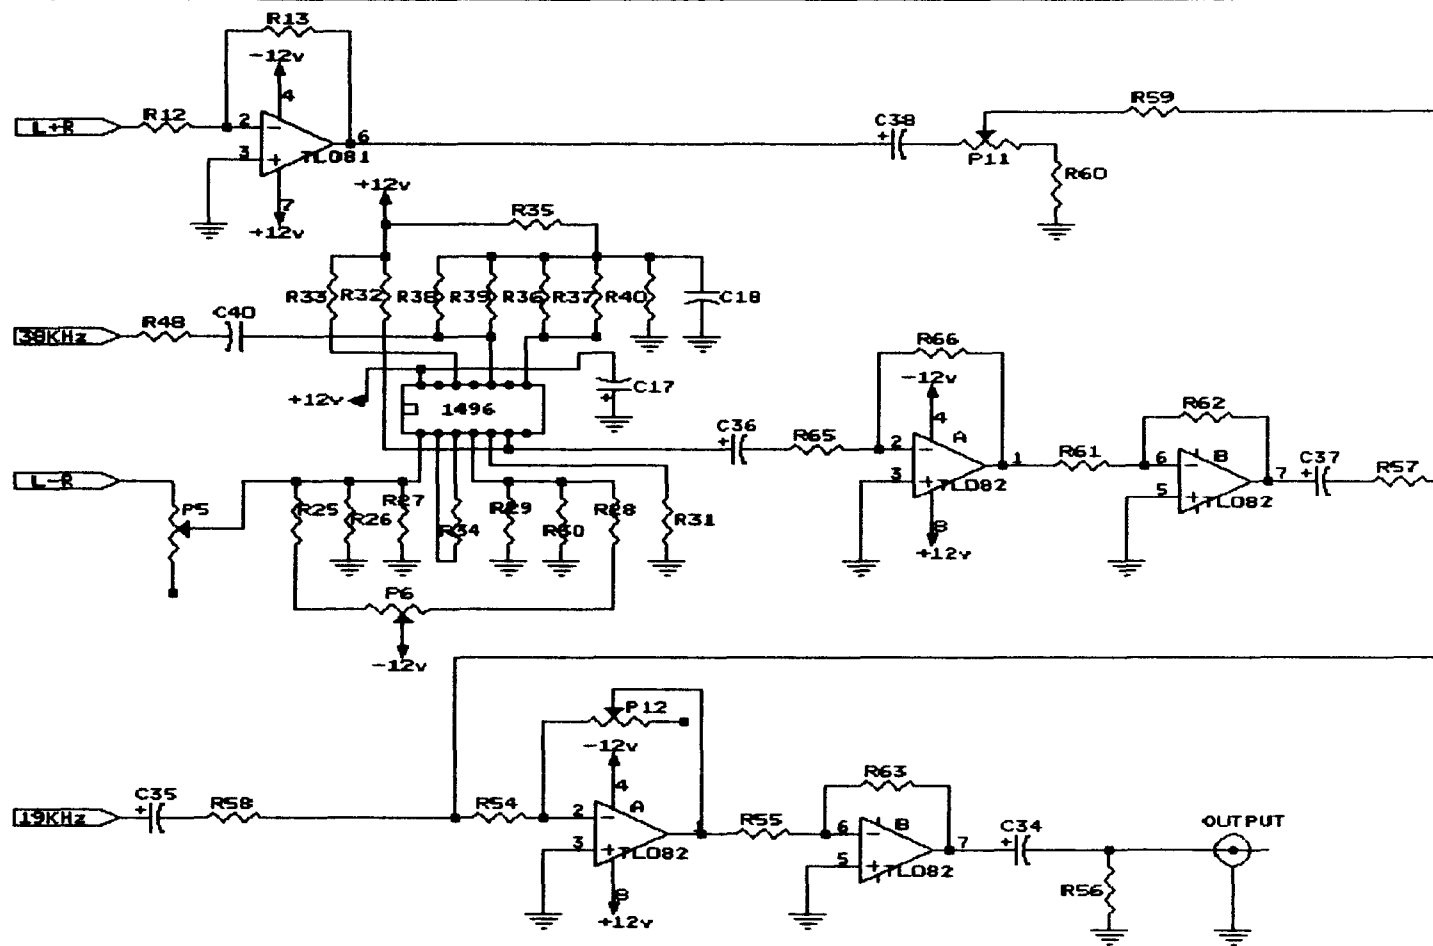 R13
-12v
4
R12
L+R
2
3
6
TL081
7
+12v
C38
P11
R59
R60
+12v
R35
R33
R32
R38
R39
R36
R37
R40
C18
38KHz
R48
C40
+12v
1496
C17
C36
R65
R66
-12v
4
A
2
3
1
TL082
8
+12v
R61
R62
B
6
5
7
TL082
C37
R57
L-R
P5
R25
R26
R27
R34
R29
R30
R28
R31
P6
-12v
P12
-12v
4
A
19KHz
C35
R58
R54
2
3
1
TL082
8
+12v
R55
R63
B
6
5
7
TL082
C34
R56
OUTPUT